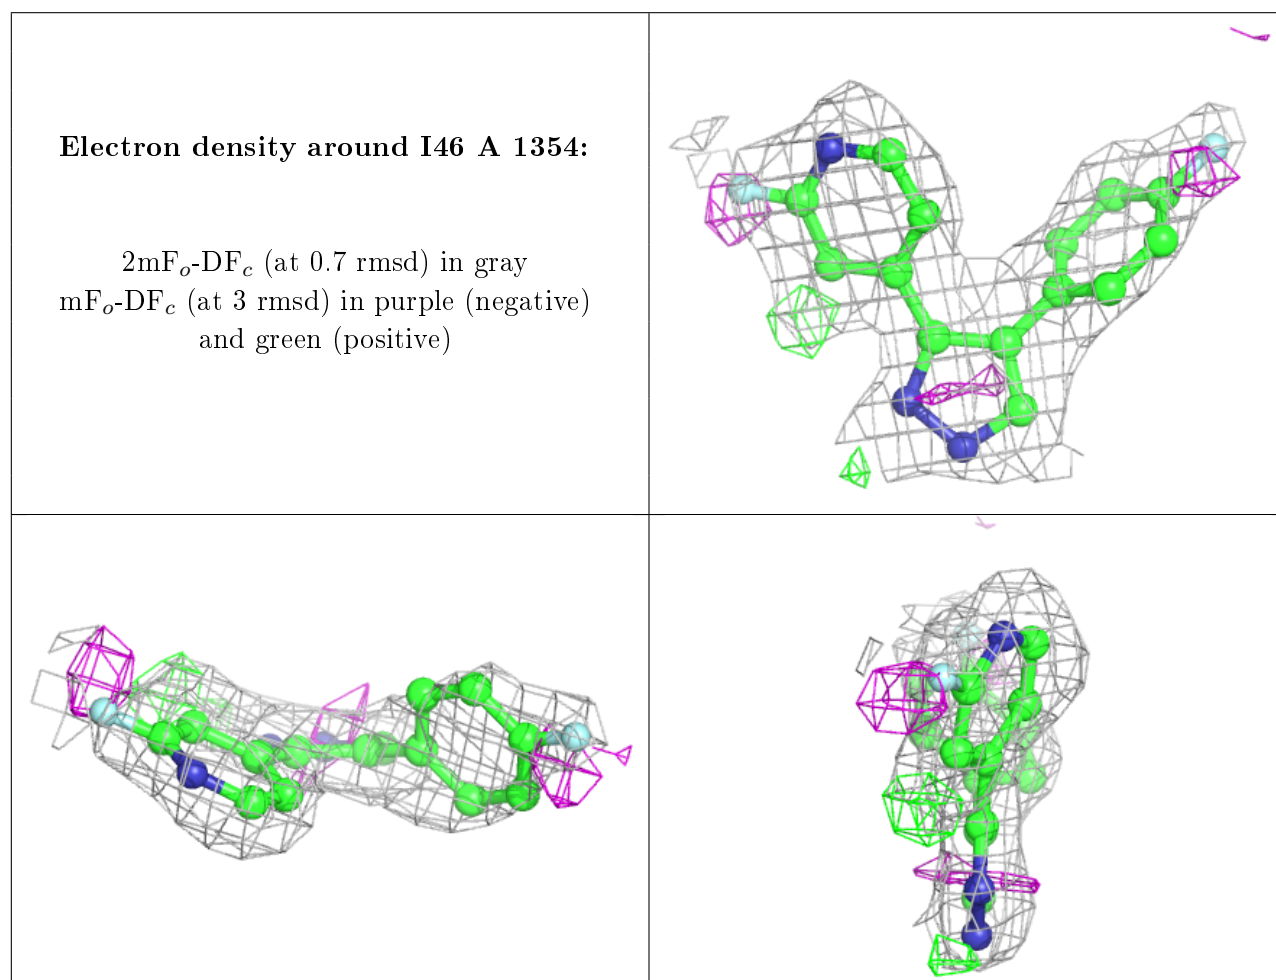 Electron density around I46 A 1354:
2mFₒ-DF𝒸 (at 0.7 rmsd) in gray
mFₒ-DF𝒸 (at 3 rmsd) in purple (negative)
and green (positive)